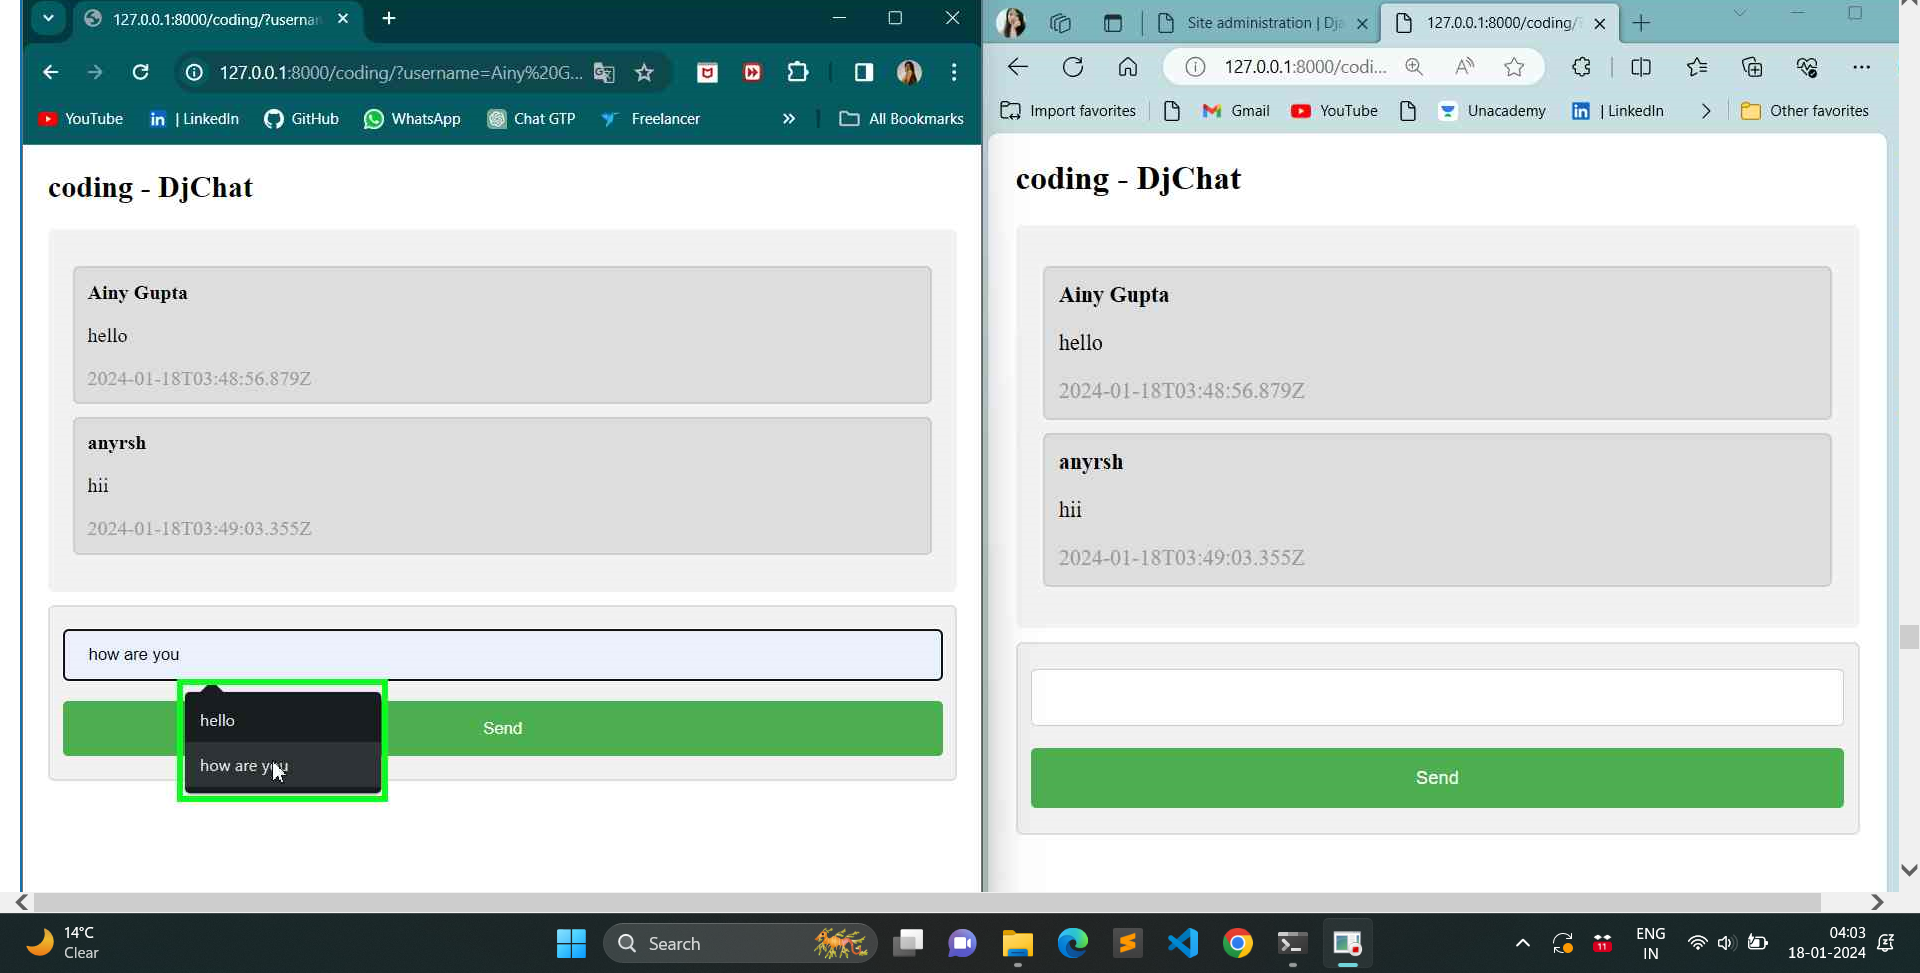 127.0.0.1:8000/coding/?userna
127.0.0.1:8000/coding/?username=Ainy%20G...
YouTube
in | LinkedIn
GitHub
WhatsApp
Chat GTP
Freelancer
»
All Bookmarks
coding - DjChat
Ainy Gupta
hello
2024-01-18T03:48:56.879Z
anyrsh
hii
2024-01-18T03:49:03.355Z
how are you
hello
how are you
Send
Site administration | Dja
127.0.0.1:8000/coding/
127.0.0.1:8000/codi...
Import favorites
Gmail
YouTube
Unacademy
in | LinkedIn
Other favorites
coding - DjChat
Ainy Gupta
hello
2024-01-18T03:48:56.879Z
anyrsh
hii
2024-01-18T03:49:03.355Z
Send
14°C
Clear
Search
11
ENG
IN
04:03
18-01-2024